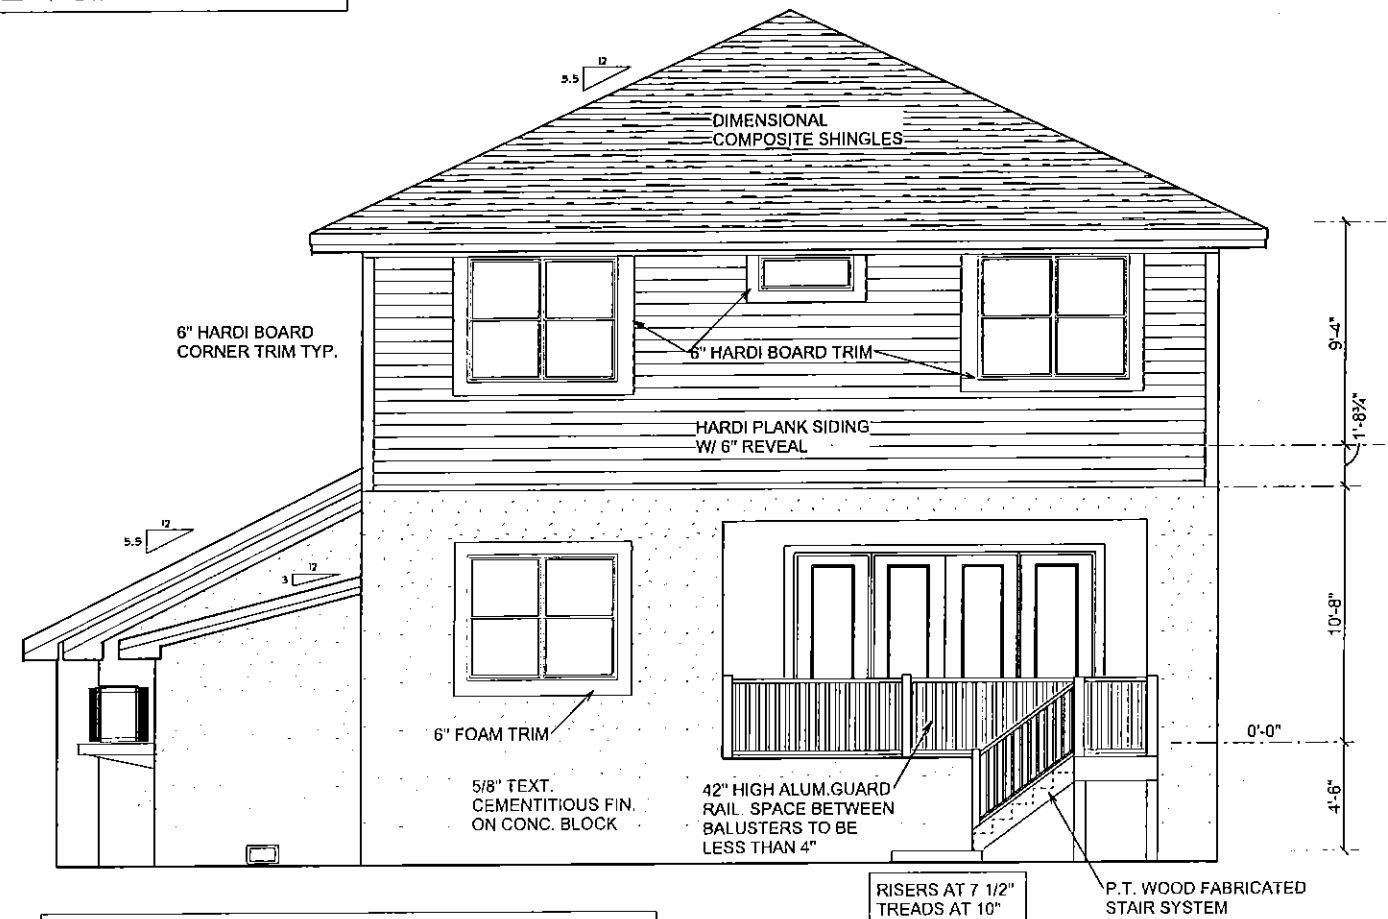 12
5.5
DIMENSIONAL
COMPOSITE SHINGLES
6" HARDI BOARD
CORNER TRIM TYP.
6" HARDI BOARD TRIM
9'-4"
HARDI PLANK SIDING
W/ 6" REVEAL
1'-8¾"
12
5.5
12
3
10'-8"
6" FOAM TRIM
0'-0"
5/8" TEXT.
CEMENTITIOUS FIN.
ON CONC. BLOCK
42" HIGH ALUM.GUARD
RAIL. SPACE BETWEEN
BALUSTERS TO BE
LESS THAN 4"
4'-6"
RISERS AT 7 1/2"
TREADS AT 10"
P.T. WOOD FABRICATED
STAIR SYSTEM